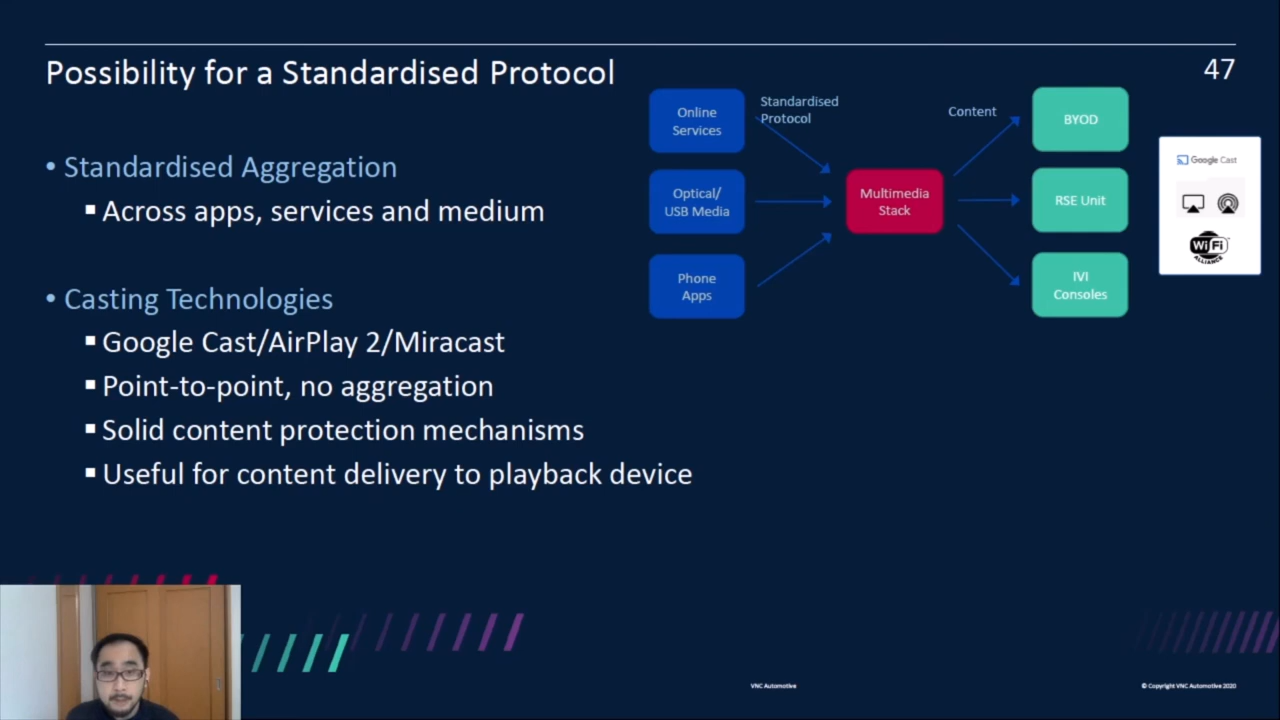 Possibility for a Standardised Protocol
47
• Standardised Aggregation
▪ Across apps, services and medium
• Casting Technologies
▪ Google Cast/AirPlay 2/Miracast
▪ Point-to-point, no aggregation
▪ Solid content protection mechanisms
▪ Useful for content delivery to playback device
Online
Services
Optical/
USB Media
Phone
Apps
Standardised
Protocol
Multimedia
Stack
Content
BYOD
RSE Unit
IVI
Consoles
Google Cast
Wi Fi
ALLIANCE
VNC Automotive
© Copyright VNC Automotive 2020